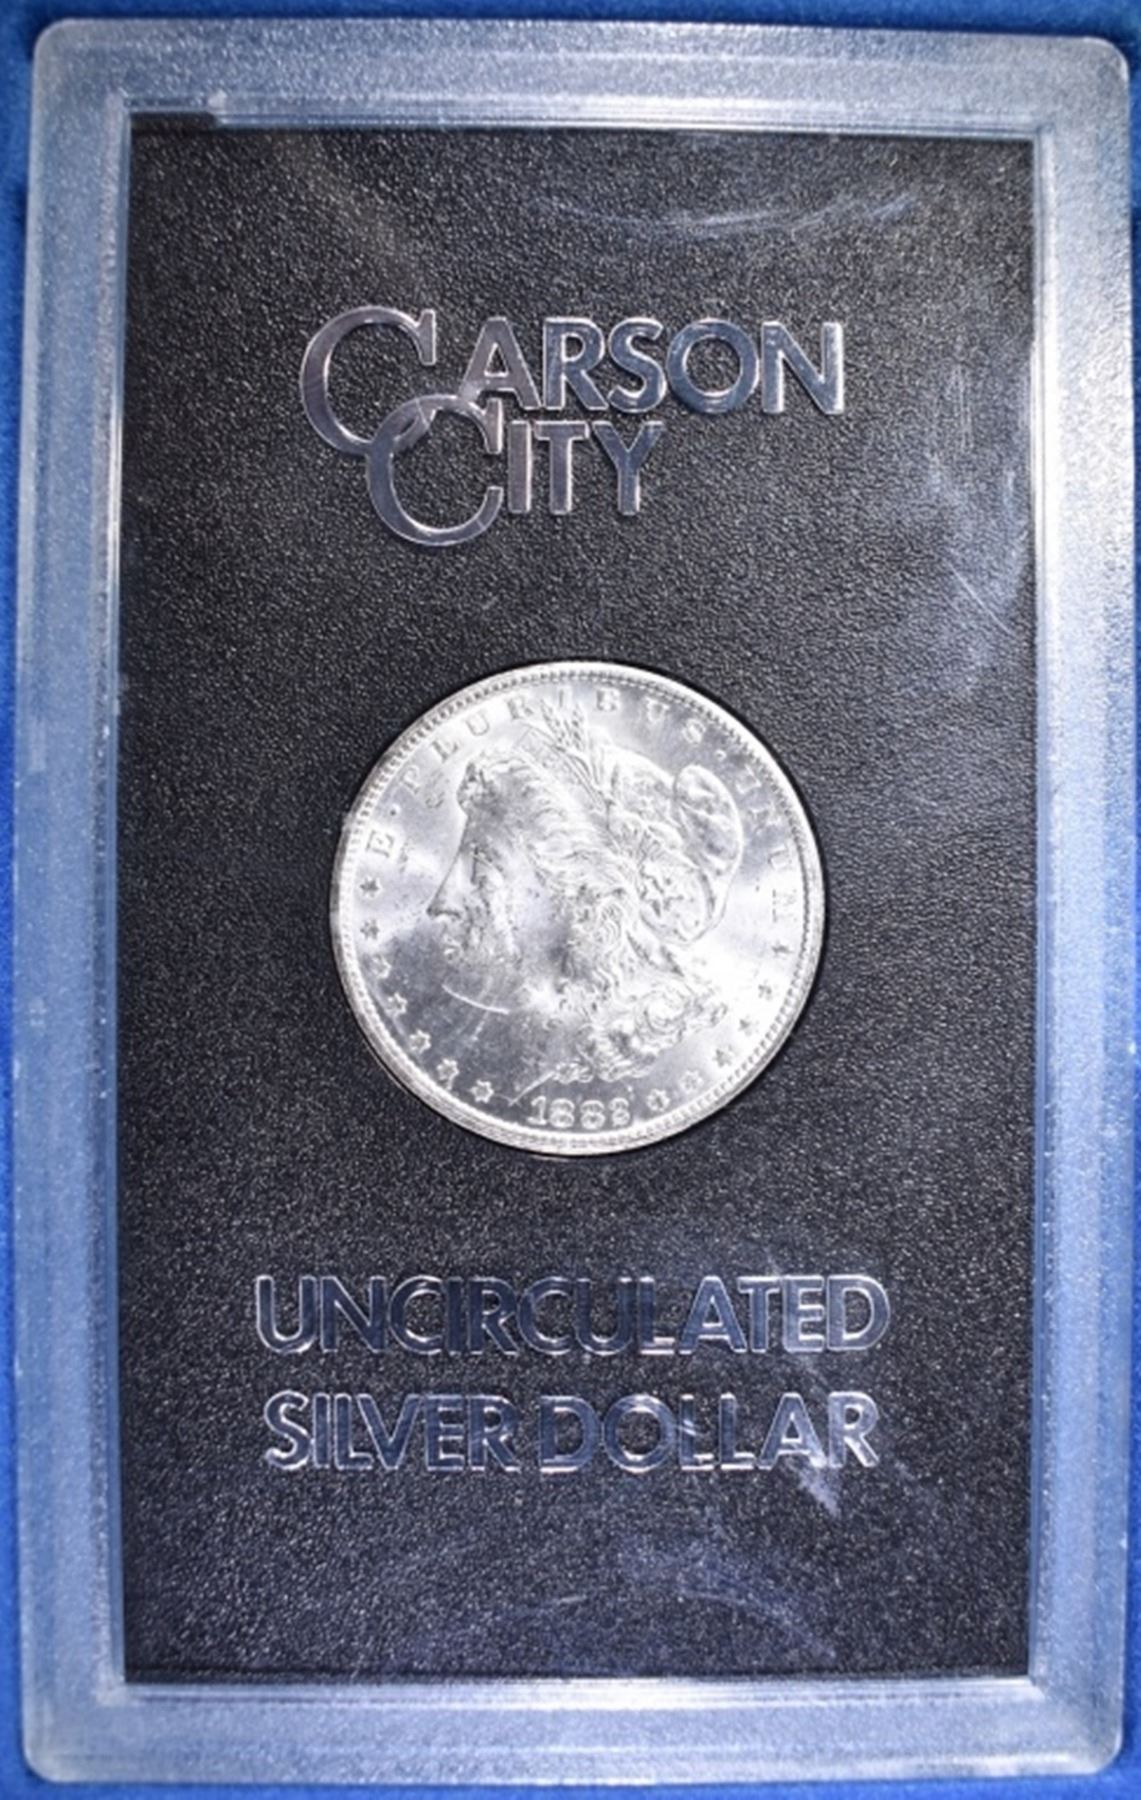 CARSON
CITY
E · PLURIBUS · UNUM
UNCIRCULATED
SILVER DOLLAR